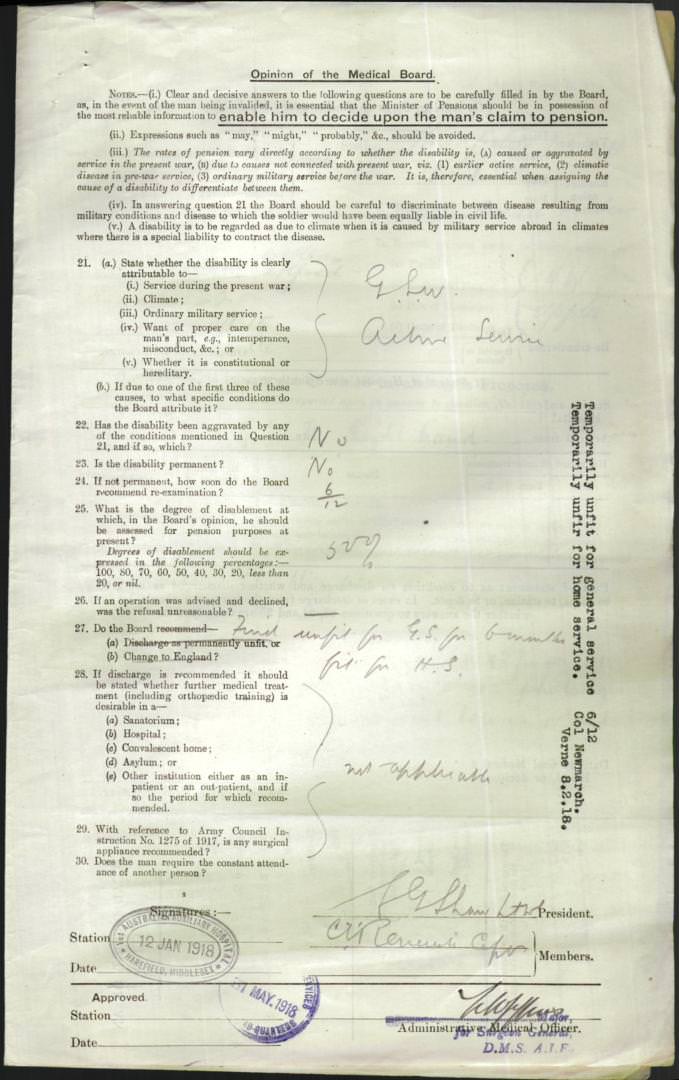 Opinion of the Medical Board.
NOTES.—(i.) Clear and decisive answers to the following questions are to be carefully filled in by the Board,
as, in the event of the man being invalided, it is essential that the Minister of Pensions should be in possession of
the most reliable information to enable him to decide upon the man's claim to pension.
(ii.) Expressions such as "may," "might," "probably," &c., should be avoided.
(iii.) The rates of pension vary directly according to whether the disability is, (A) caused or aggravated by
service in the present war, (B) due to causes not connected with present war, viz. (1) earlier active service, (2) climatic
disease in pre-war service, (3) ordinary military service before the war. It is, therefore, essential when assigning the
cause of a disability to differentiate between them.
(iv). In answering question 21 the Board should be careful to discriminate between disease resulting from
military conditions and disease to which the soldier would have been equally liable in civil life.
(v.) A disability is to be regarded as due to climate when it is caused by military service abroad in climates
where there is a special liability to contract the disease.
21. (a.) State whether the disability is clearly
attributable to—
(i.) Service during the present war;
(ii.) Climate;
(iii.) Ordinary military service;
(iv.) Want of proper care on the
man's part, e.g., intemperance,
misconduct, &c.; or
(v.) Whether it is constitutional or
hereditary.
G.S.W.
Active Service
(b.) If due to one of the first three of these
causes, to what specific conditions do
the Board attribute it?
22. Has the disability been aggravated by any
of the conditions mentioned in Question
21, and if so, which?
No
23. Is the disability permanent?
No
24. If not permanent, how soon do the Board
recommend re-examination?
6/12
25. What is the degree of disablement at
which, in the Board's opinion, he should
be assessed for pension purposes at
present?
Degrees of disablement should be ex-
pressed in the following percentages:—
100, 80, 70, 60, 50, 40, 30, 20, less than
20, or nil.
50%
26. If an operation was advised and declined,
was the refusal unreasonable?
—
27. Do the Board recommend— Find unfit for G.S. for 6 months
(a) Discharge as permanently unfit, or
(b) Change to England?
fit for H.S.
28. If discharge is recommended it should
be stated whether further medical treat-
ment (including orthopædic training) is
desirable in a—
(a) Sanatorium;
(b) Hospital;
(c) Convalescent home;
(d) Asylum; or
(e) Other institution either as an in-
patient or an out-patient, and if
so the period for which recom-
mended.
not applicable
29. With reference to Army Council In-
struction No. 1275 of 1917, is any surgical
appliance recommended?
30. Does the man require the constant attend-
ance of another person?
Temporarily unfit for general service 6/12
Temporarily unfir for home service. Col Newmarch.
Verne 8.2.18.
Signatures:—
Shaw President.
Station
1st AUSTRALIAN AUXILIARY HOSPITAL
12 JAN 1918
HAREFIELD, MIDDLESEX
Capt
Members.
Date
Approved.
Station
MAY.1918
Major,
Administrative Medical Officer.
for Surgeon General,
D.M.S. A.I.F.
Date